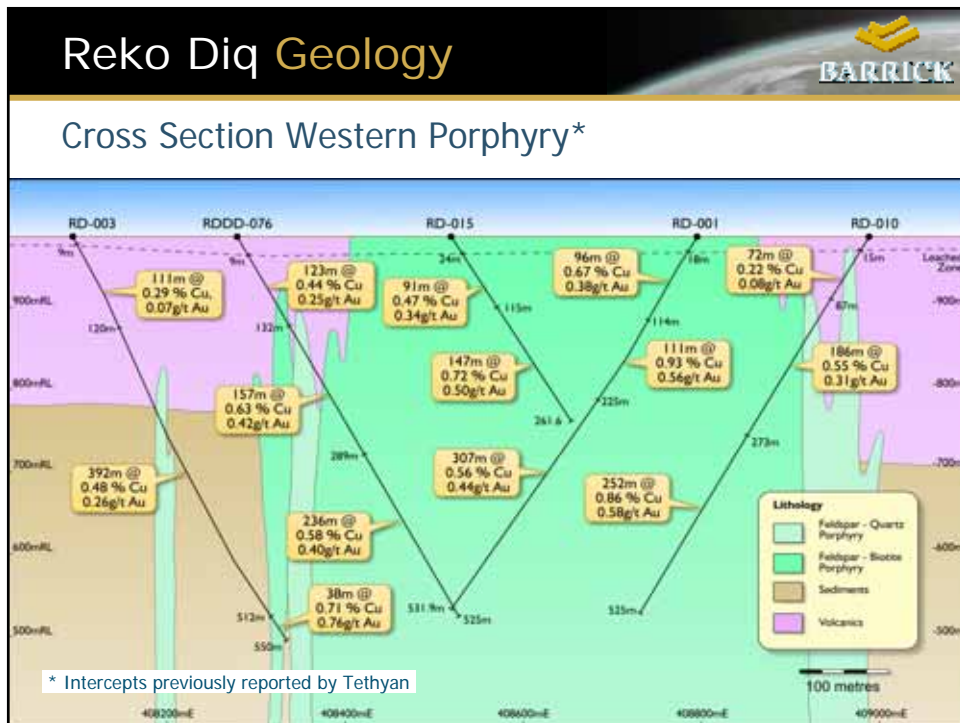 Reko Diq Geology
BARRICK
Cross Section Western Porphyry*
RD-003
RDDD-076
RD-015
RD-001
RD-010
9m
9m
24m
18m
15m
Leached
Zone
111m @
0.29 % Cu,
0.07g/t Au
123m @
0.44 % Cu
0.25g/t Au
91m @
0.47 % Cu
0.34g/t Au
96m @
0.67 % Cu
0.38g/t Au
72m @
0.22 % Cu
0.08g/t Au
900mRL
-900m
120m
132m
115m
114m
87m
147m @
0.72 % Cu
0.50g/t Au
111m @
0.93 % Cu
0.56g/t Au
186m @
0.55 % Cu
0.31g/t Au
800mRL
-800m
157m @
0.63 % Cu
0.42g/t Au
261.6
225m
289m
273m
700mRL
-700m
392m @
0.48 % Cu
0.26g/t Au
307m @
0.56 % Cu
0.44g/t Au
252m @
0.86 % Cu
0.58g/t Au
236m @
0.58 % Cu
0.40g/t Au
600mRL
-600m
38m @
0.71 % Cu
0.76g/t Au
512m
550m
531.9m
525m
525m
500mRL
-500m
Lithology
Feldspar - Quartz
Porphyry
Feldspar - Biotite
Porphyry
Sediments
Volcanics
100 metres
* Intercepts previously reported by Tethyan
408200mE
408400mE
408600mE
408800mE
409000mE